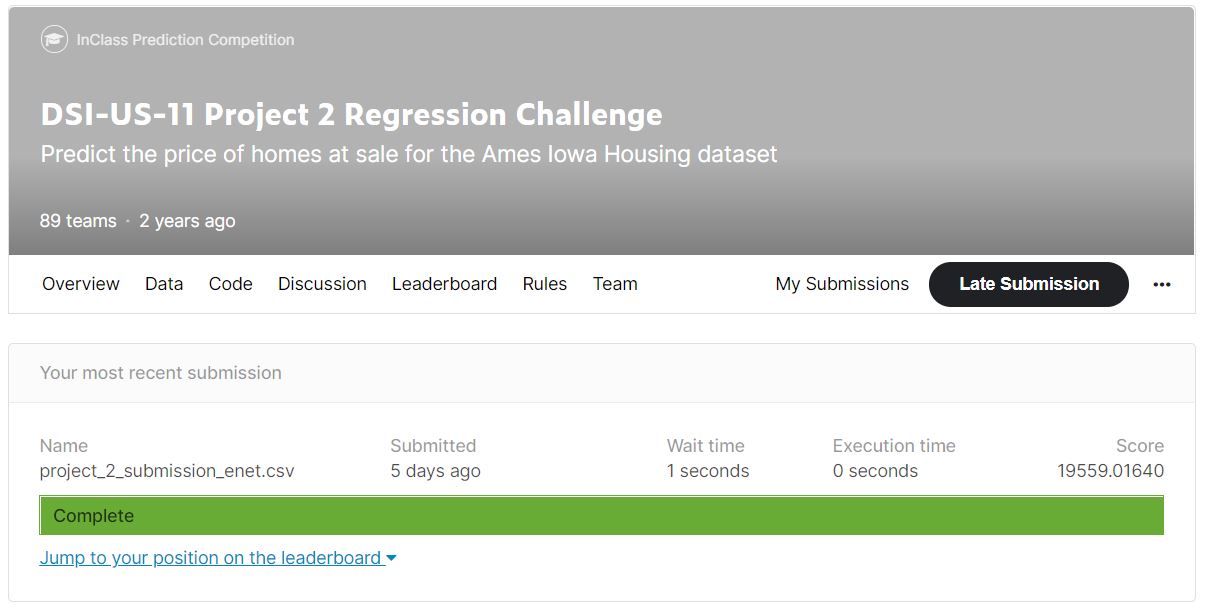 InClass Prediction Competition
DSI-US-11 Project 2 Regression Challenge
Predict the price of homes at sale for the Ames Iowa Housing dataset
89 teams · 2 years ago
Overview Data Code Discussion Leaderboard Rules Team My Submissions Late Submission •••
Your most recent submission
Name Submitted Wait time Execution time Score
project_2_submission_enet.csv 5 days ago 1 seconds 0 seconds 19559.01640
Complete
Jump to your position on the leaderboard